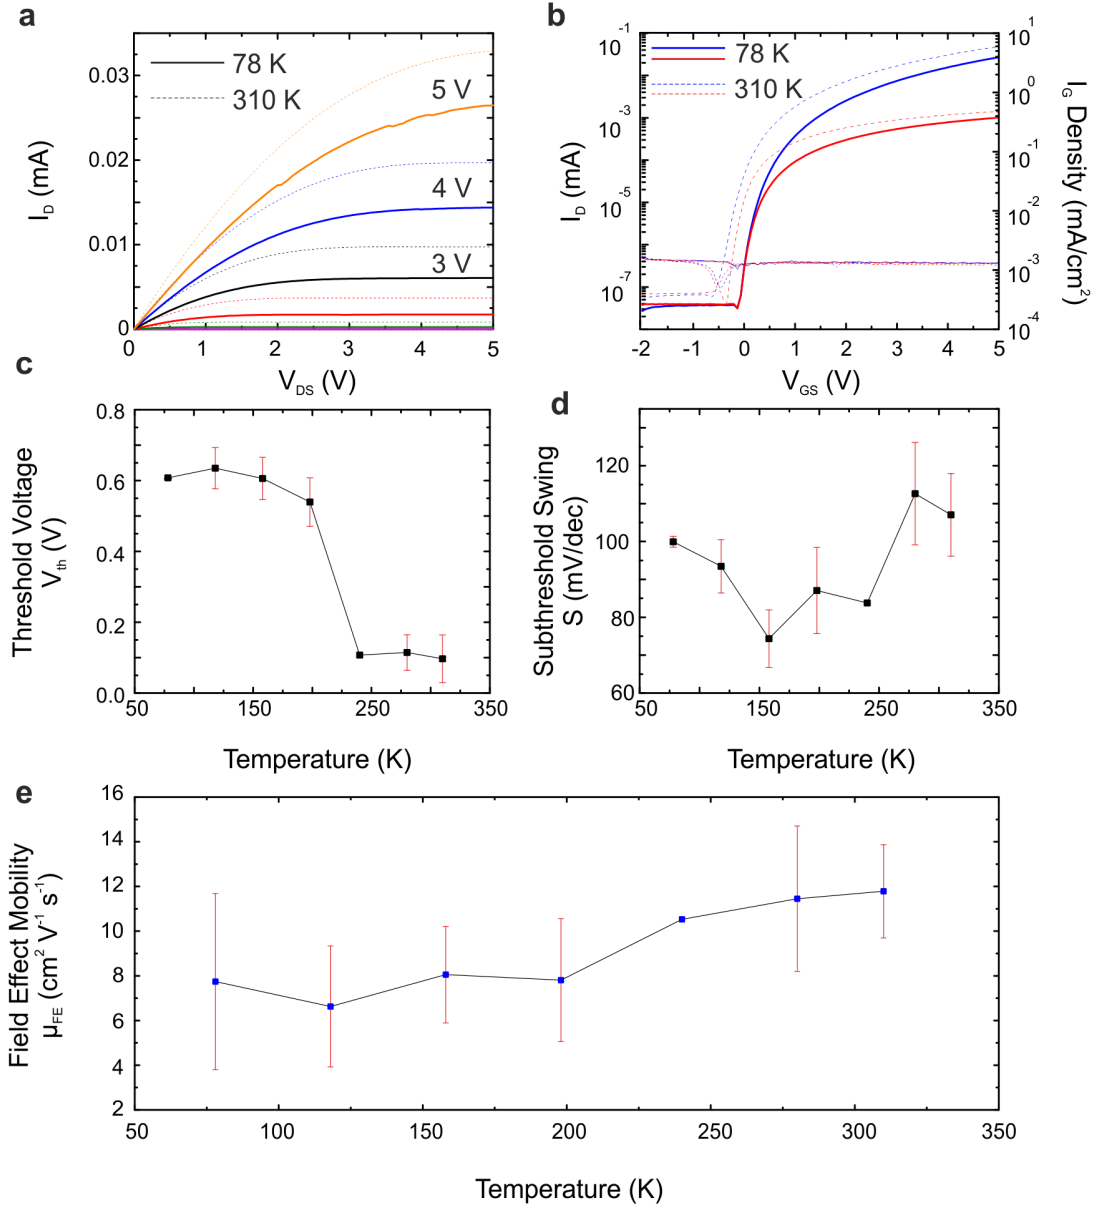 a
78 K
310 K
5 V
4 V
3 V
0.03
0.02
0.01
0
I_D (mA)
0 1 2 3 4 5
V_DS (V)
b
78 K
310 K
10^-1
10^-3
10^-5
10^-7
I_D (mA)
10^1
10^0
10^-1
10^-2
10^-3
10^-4
I_G Density (mA/cm^2)
-2 -1 0 1 2 3 4 5
V_GS (V)
c
0.8
0.6
0.4
0.2
0.0
Threshold Voltage
V_th (V)
50 150 250 350
Temperature (K)
d
120
100
80
60
Subthreshold Swing
S (mV/dec)
50 150 250 350
Temperature (K)
e
16
14
12
10
8
6
4
2
Field Effect Mobility
μ_FE (cm^2 V^-1 s^-1)
50 100 150 200 250 300 350
Temperature (K)